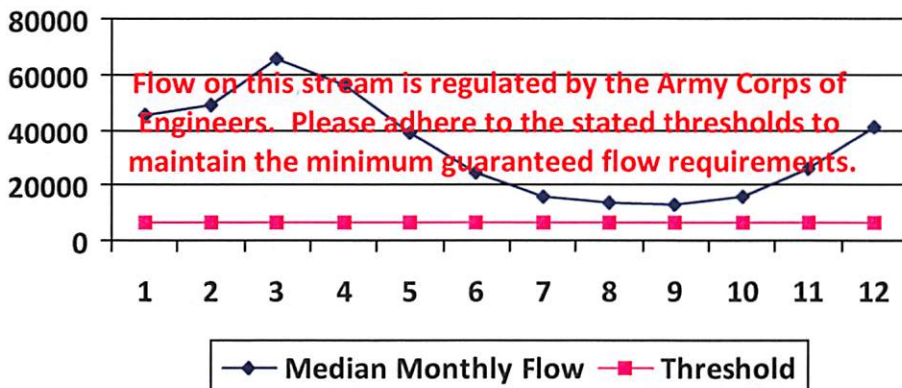 80000
60000
40000
20000
0
Flow on this stream is regulated by the Army Corps of
Engineers. Please adhere to the stated thresholds to
maintain the minimum guaranteed flow requirements.
1 2 3 4 5 6 7 8 9 10 11 12
Median Monthly Flow Threshold